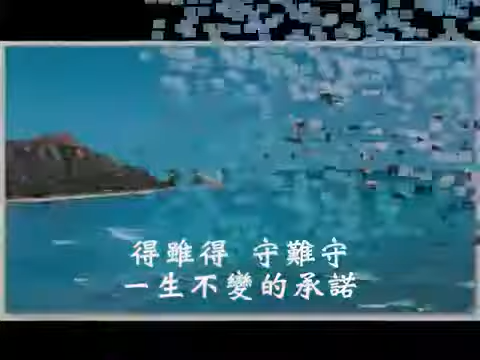 得雖得 守難守
一生不變的承諾